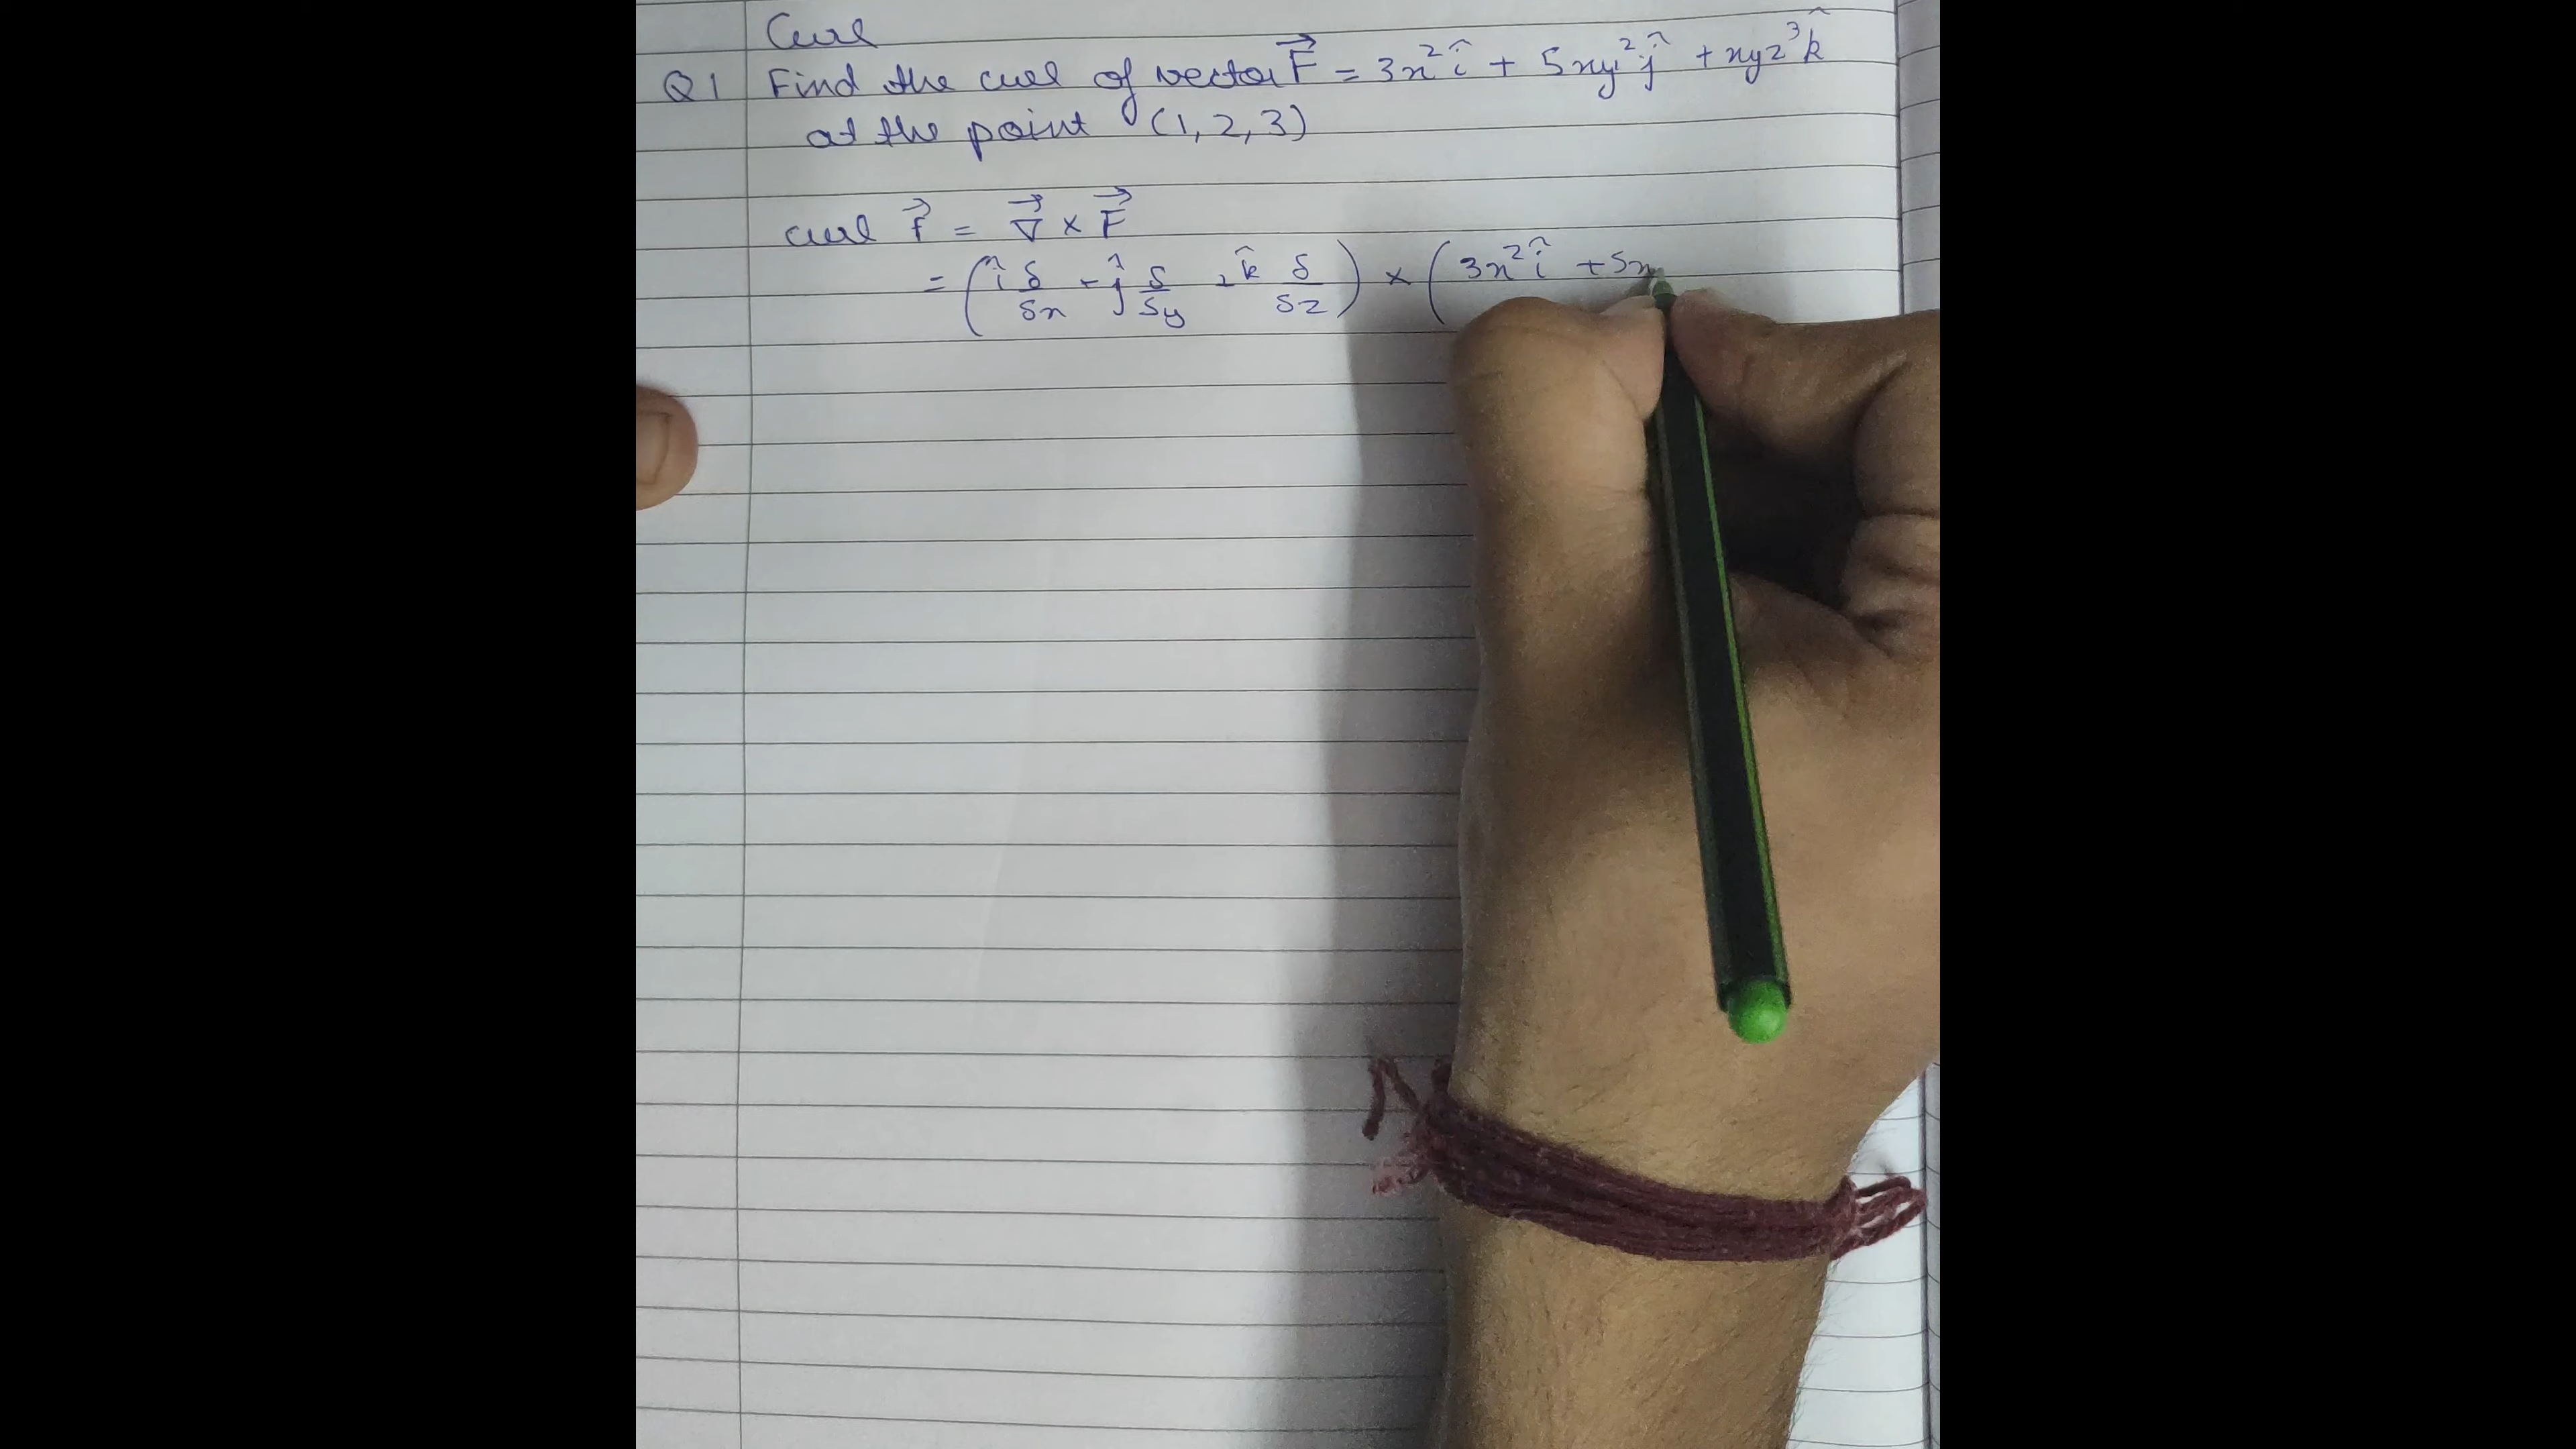 Curl
Q1 Find the curl of vector F⃗ = 3x² î + 5xy² ĵ + xyz³ k̂
at the point (1, 2, 3)
curl f⃗ = ∇⃗ × F⃗
= (î δ/δx + ĵ δ/δy + k̂ δ/δz) × (3x² î + 5x